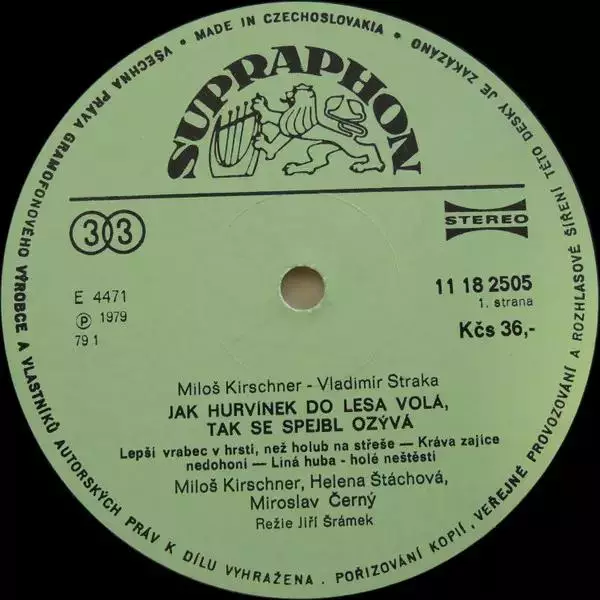 VŠECHNA PRÁVA GRAMOFONOVÉHO VÝROBCE A VLASTNÍKŮ AUTORSKÝCH PRÁV K DÍLU VYHRAŽENA . POŘIZOVÁNÍ KOPIÍ , VEŘEJNÉ PROVOZOVÁNÍ A ROZHLASOVÉ ŠÍŘENÍ TÉTO DESKY JE ZAKÁZÁNO • MADE IN CZECHOSLOVAKIA •
SUPRAPHON
33
STEREO
E 4471
℗ 1979
79 1
11 18 2505
1. strana
Kčs 36,-
Miloš Kirschner - Vladimír Straka
JAK HURVÍNEK DO LESA VOLÁ,
TAK SE SPEJBL OZÝVÁ
Lepší vrabec v hrsti, než holub na střeše — Kráva zajíce
nedohoní — Líná huba - holé neštěstí
Miloš Kirschner, Helena Štáchová,
Miroslav Černý
Režie Jiří Šrámek